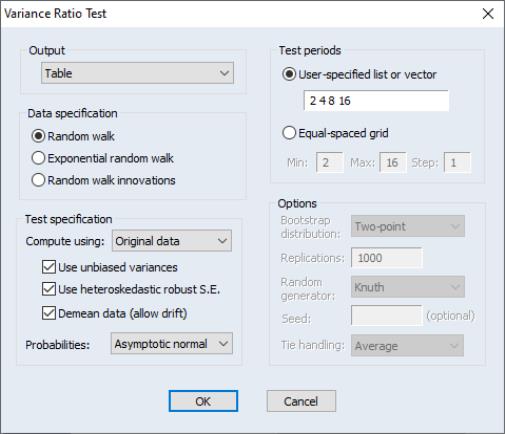 Variance Ratio Test
Output
Table
Data specification
Random walk
Exponential random walk
Random walk innovations
Test specification
Compute using: Original data
Use unbiased variances
Use heteroskedastic robust S.E.
Demean data (allow drift)
Probabilities: Asymptotic normal
Test periods
User-specified list or vector
2 4 8 16
Equal-spaced grid
Min: 2 Max: 16 Step: 1
Options
Bootstrap
distribution: Two-point
Replications: 1000
Random
generator: Knuth
Seed: (optional)
Tie handling: Average
OK Cancel